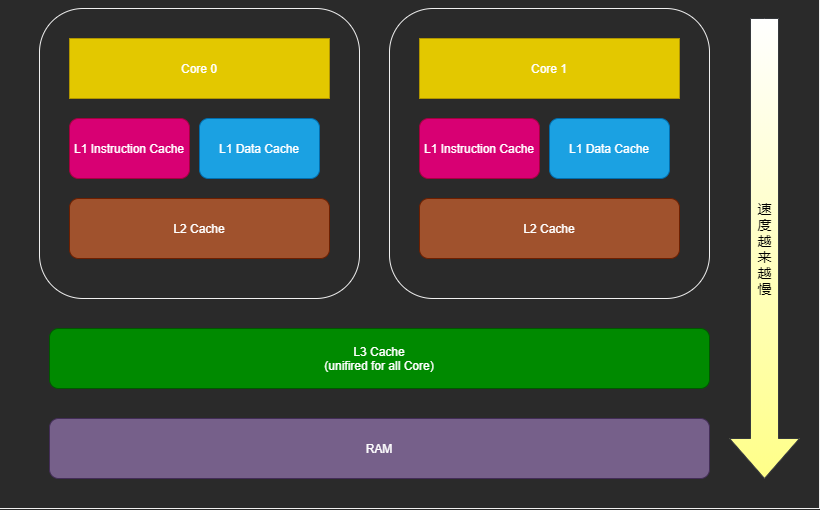 Core 0
Core 1
L1 Instruction Cache
L1 Data Cache
L1 Instruction Cache
L1 Data Cache
L2 Cache
L2 Cache
L3 Cache
(unifired for all Core)
RAM
速度越来越慢